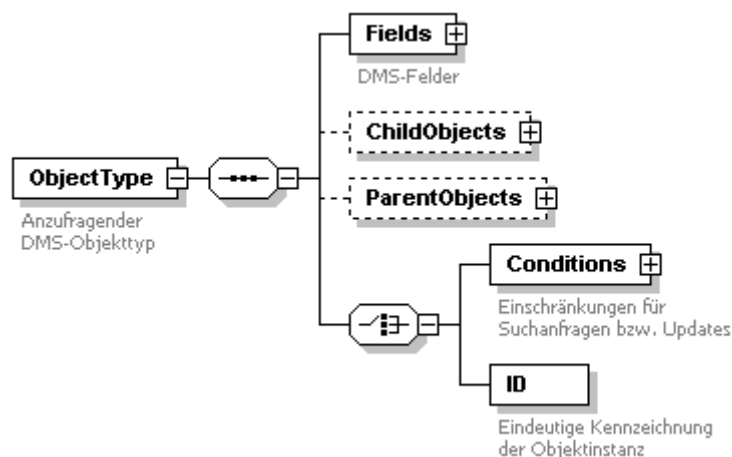 Fields
DMS-Felder
ChildObjects
ObjectType
Anzufragender
DMS-Objekttyp
ParentObjects
Conditions
Einschränkungen für
Suchanfragen bzw. Updates
ID
Eindeutige Kennzeichnung
der Objektinstanz